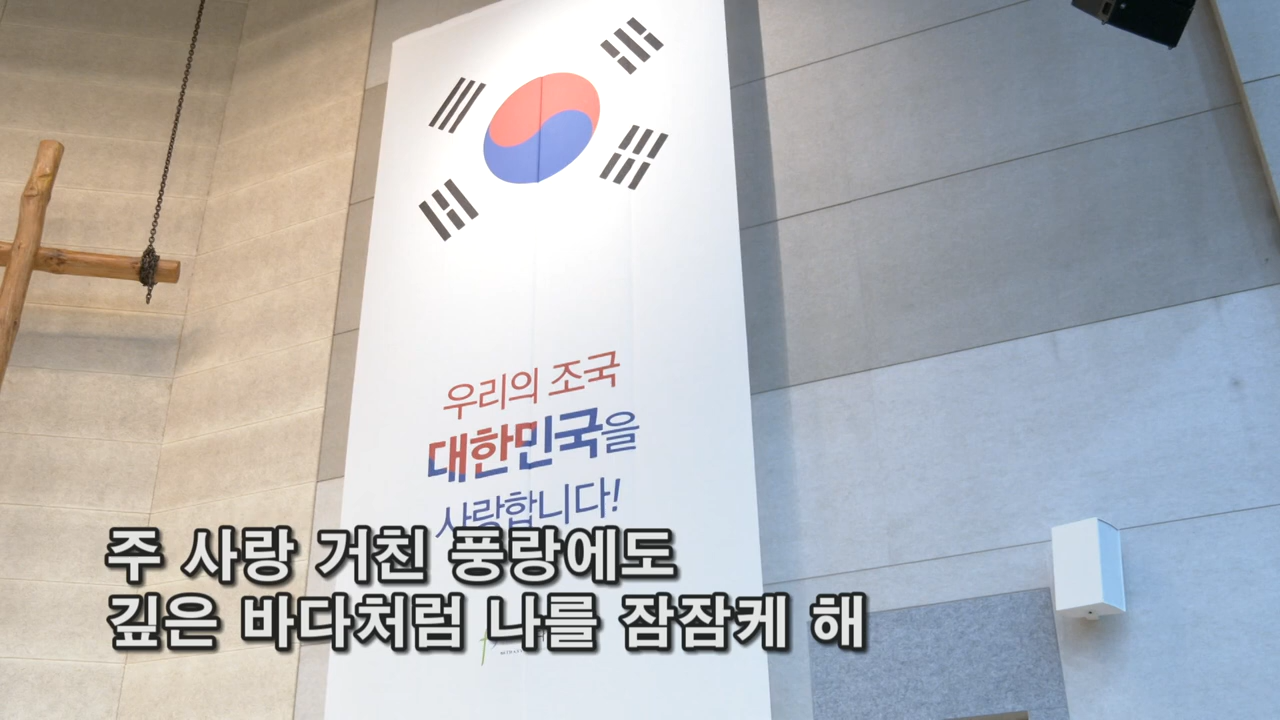 우리의 조국
대한민국을
사랑합니다!
주 사랑 거친 풍랑에도
깊은 바다처럼 나를 잠잠케 해